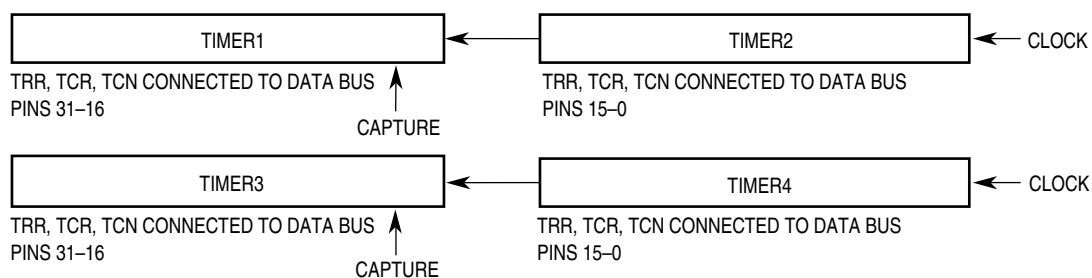 TIMER1
TIMER2
CLOCK
TRR, TCR, TCN CONNECTED TO DATA BUS
PINS 31–16
CAPTURE
TRR, TCR, TCN CONNECTED TO DATA BUS
PINS 15–0
TIMER3
TIMER4
CLOCK
TRR, TCR, TCN CONNECTED TO DATA BUS
PINS 31–16
CAPTURE
TRR, TCR, TCN CONNECTED TO DATA BUS
PINS 15–0